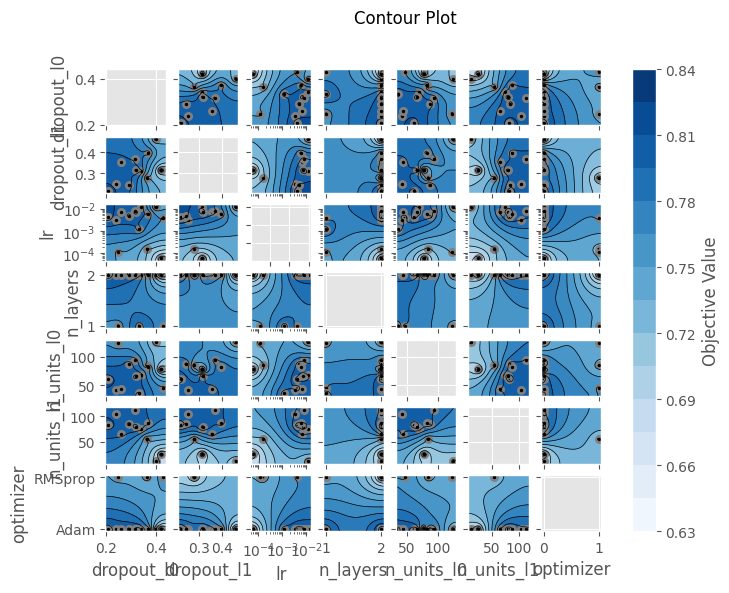 Contour Plot
dropout_l0
0.4
0.2
dropout_l1
0.4
0.3
lr
10⁻²
10⁻³
10⁻⁴
n_layers
2
1
n_units_l0
100
50
n_units_l1
100
50
optimizer
RMSprop
Adam
0.2 0.4 0.3 0.4 10⁻⁴ 10⁻³ 10⁻² 1 2 50 100 50 100 0 1
dropout_l0 dropout_l1 lr n_layers n_units_l0 n_units_l1 optimizer
0.84
0.81
0.78
0.75
0.72
0.69
0.66
0.63
Objective Value